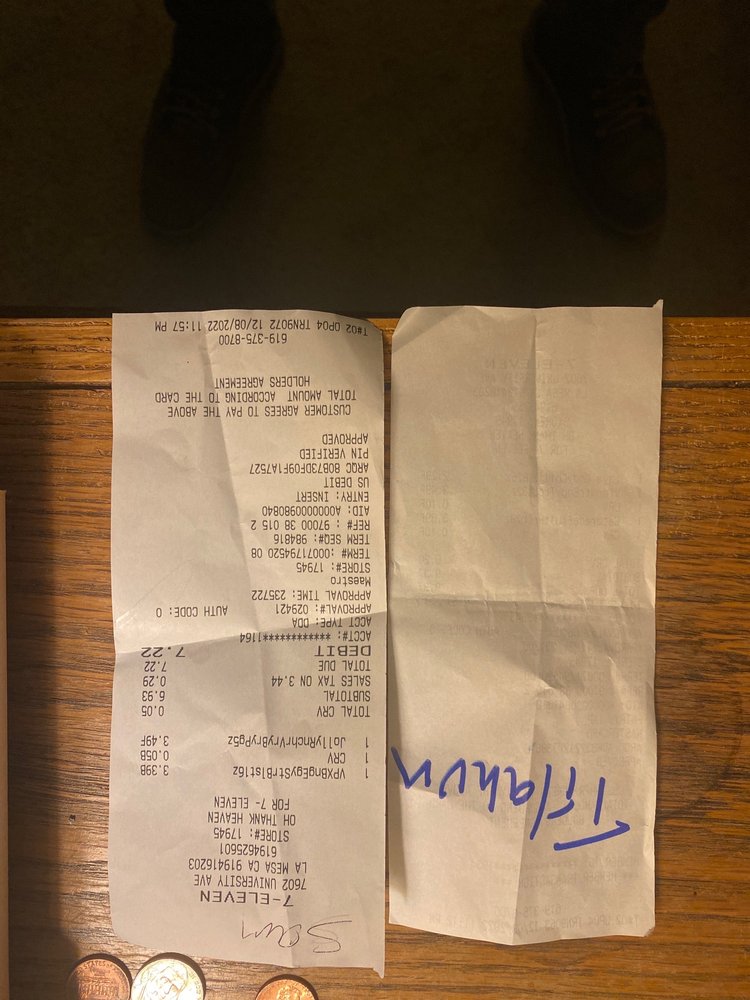 7-ELEVEN
7602 UNIVERSITY AVE
LA MESA CA 919416203
6194625601
STORE#: 17945
OH THANK HEAVEN
FOR 7- ELEVEN
1 VPXBngEgyStrBlst16z 3.39B
CRV 0.05B
1 JollyRnchrVryBryPg5z 3.49F
TOTAL CRV 0.05
SUBTOTAL 6.93
SALES TAX ON 3.44 0.29
TOTAL DUE 7.22
DEBIT 7.22
ACCT#: ************1164
ACCT TYPE: DDA
APPROVAL#: 029421 AUTH CODE: 0
APPROVAL TIME: 235722
Maestro
STORE#: 17945
TERM# :00071794520 08
TERM SEQ#: 984816
REF#: 97000 38 015 2
AID: A0000000980840
ENTRY: INSERT
US DEBIT
ARQC 80B73DF09F1A7527
PIN VERIFIED
APPROVED
CUSTOMER AGREES TO PAY THE ABOVE
TOTAL AMOUNT ACCORDING TO THE CARD
HOLDERS AGREEMENT
619-375-8700
T#02 OP04 TRN9072 12/08/2022 11:57 PM
Tilahun